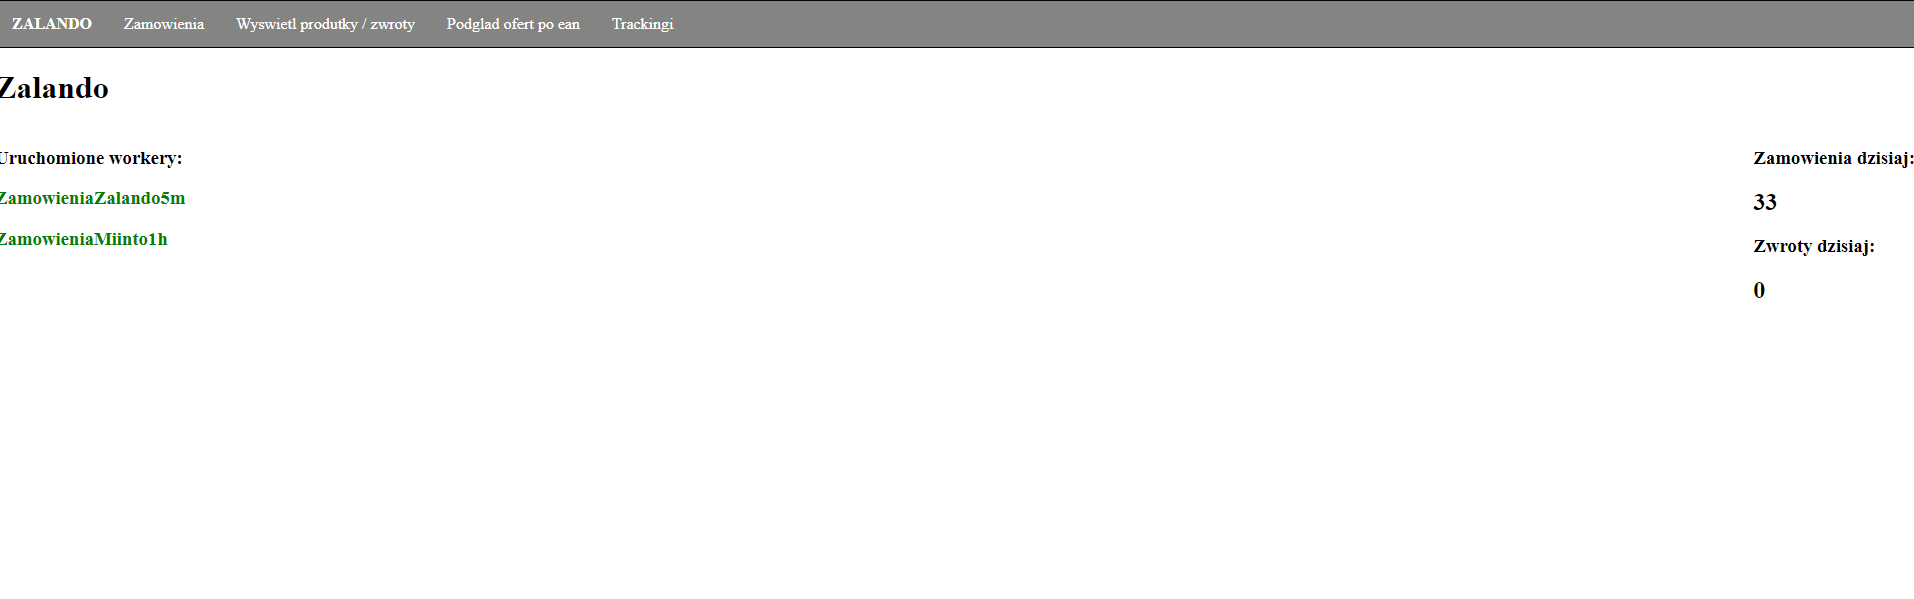 ZALANDO Zamowienia Wyswietl produtky / zwroty Podglad ofert po ean Trackingi
Zalando
Uruchomione workery:
ZamowieniaZalando5m
ZamowieniaMiinto1h
Zamowienia dzisiaj:
33
Zwroty dzisiaj:
0